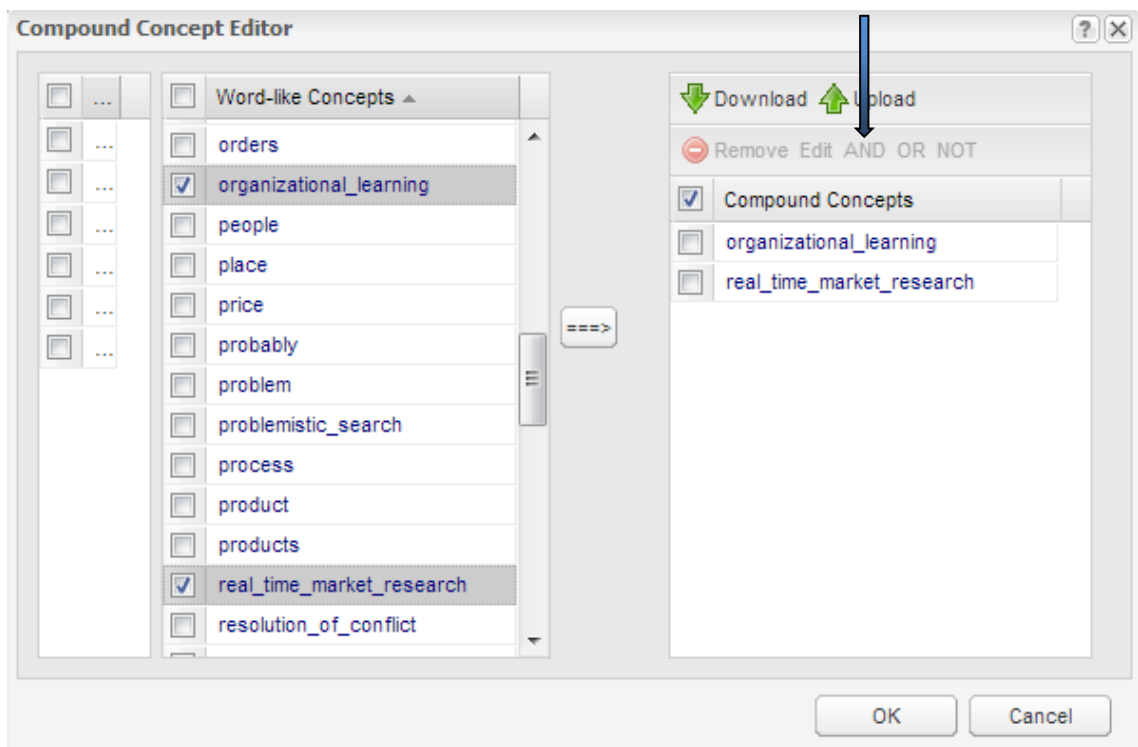 Compound Concept Editor
?
...
...
...
...
...
...
...
Word-like Concepts
orders
organizational_learning
people
place
price
probably
problem
problemistic_search
process
product
products
real_time_market_research
resolution_of_conflict
===>
Download Upload
Remove Edit AND OR NOT
Compound Concepts
organizational_learning
real_time_market_research
OK Cancel